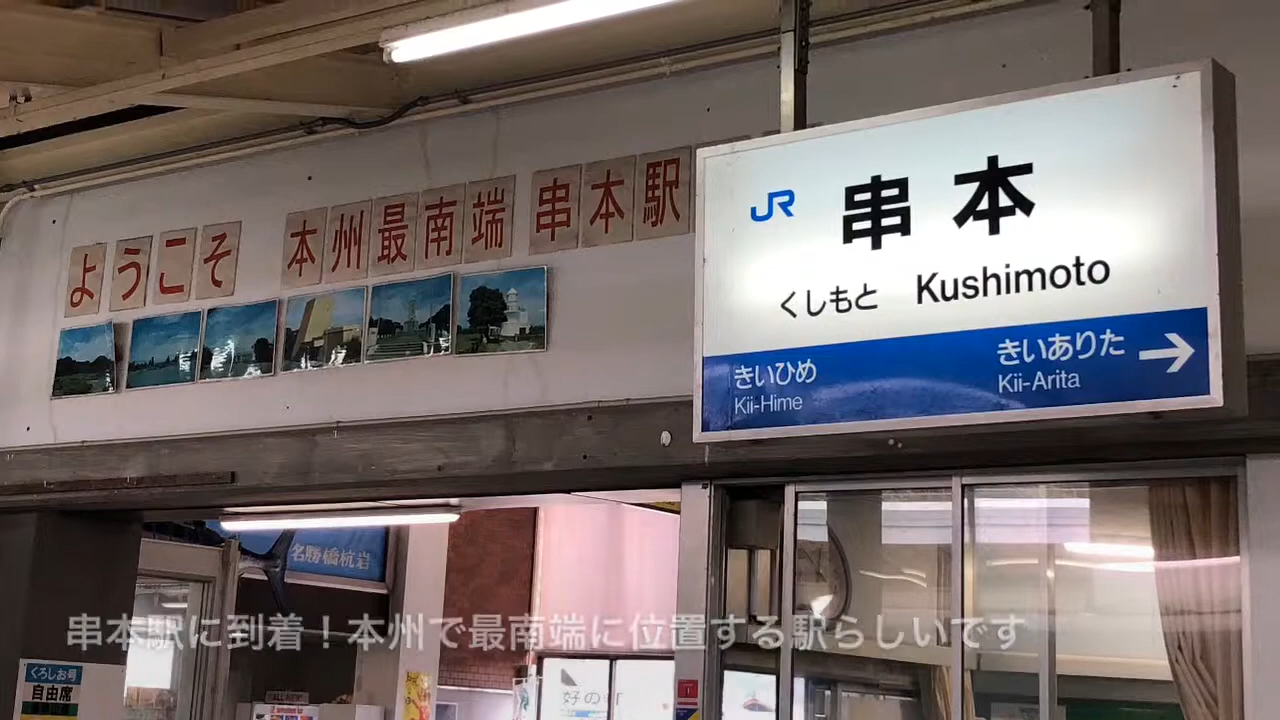 ようこそ 本州最南端 串本駅
JR 串本
くしもと Kushimoto
きいひめ
Kii-Hime
きいありた →
Kii-Arita
名勝橋杭岩
串本駅に到着！本州で最南端に位置する駅らしいです
くろしお号
自由席